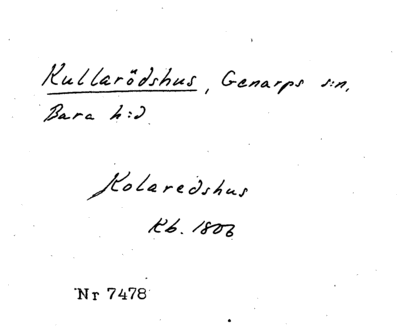 Kullarödshus, Genarps s:n,
Bara h:d
Kolaredshus
Kb. 1806
Nr 7478